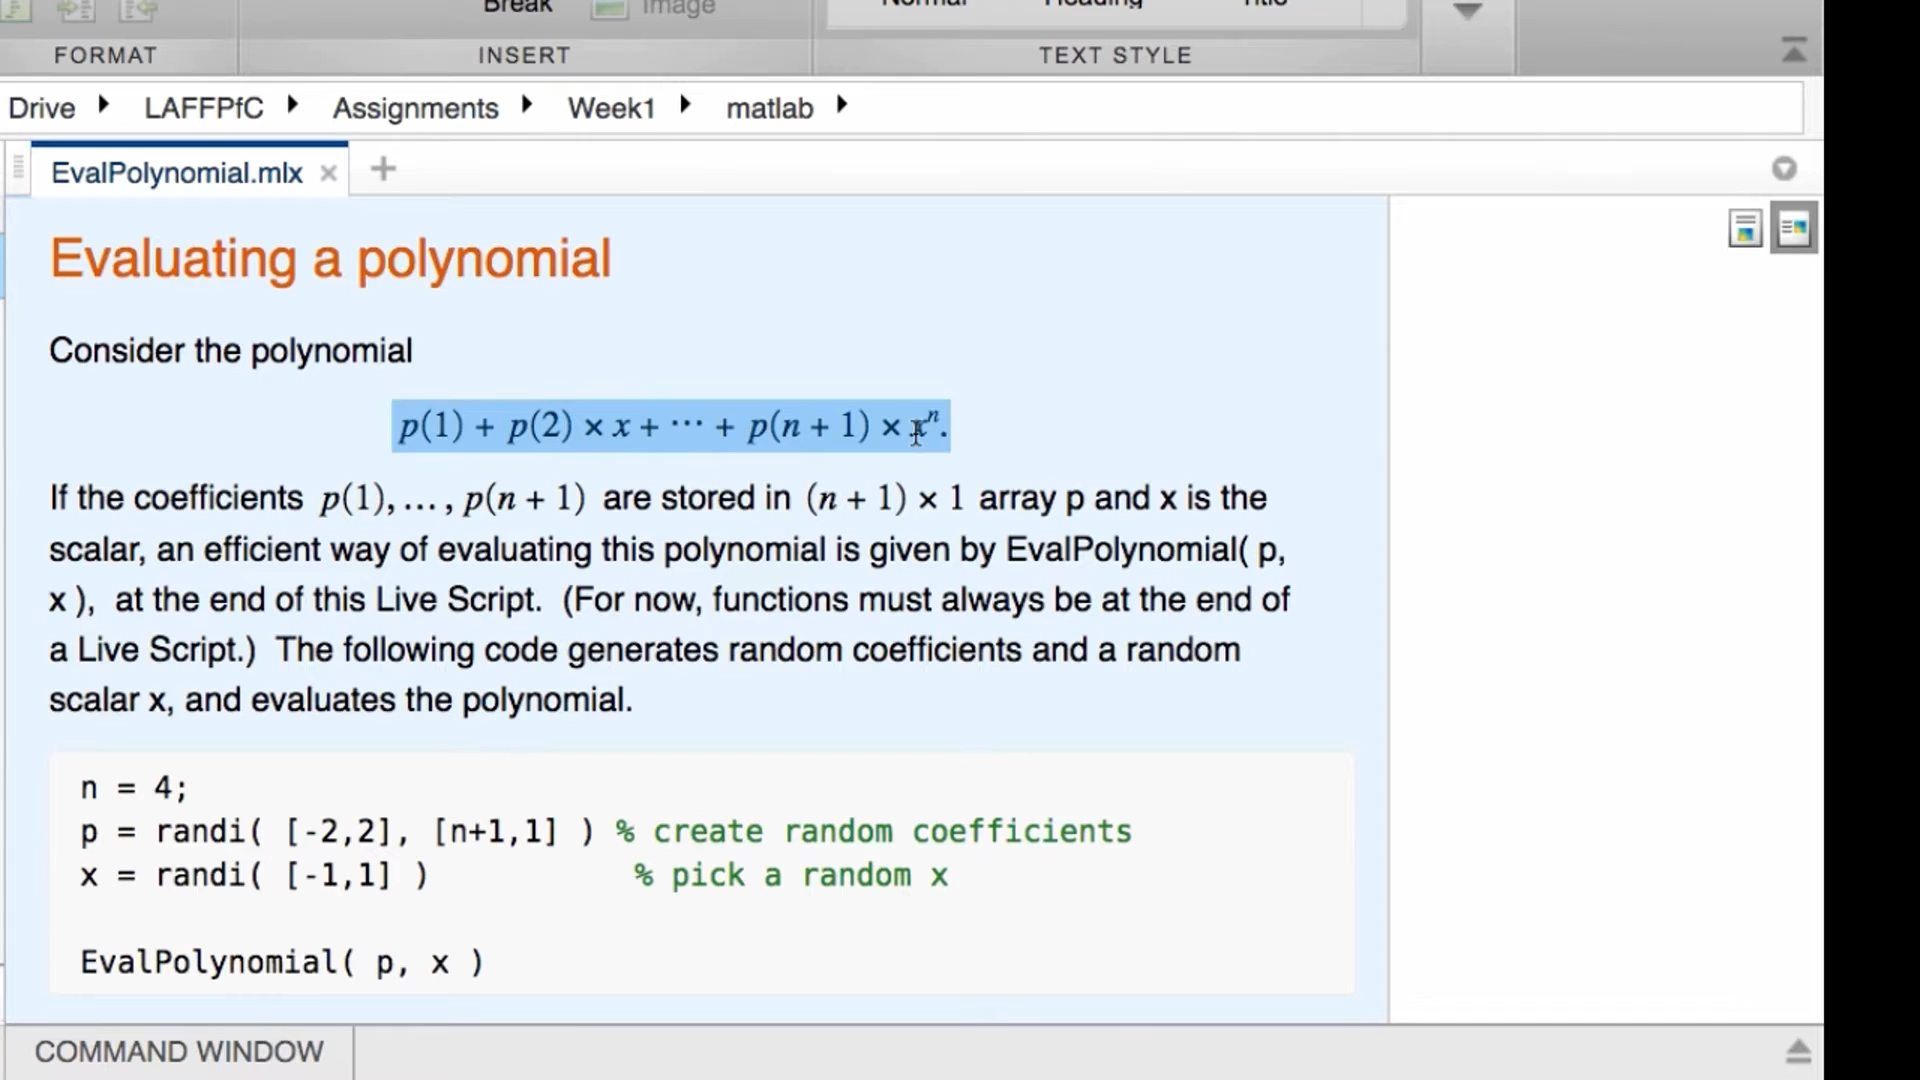 Break Image Normal Heading Title
FORMAT INSERT TEXT STYLE
Drive LAFFPfC Assignments Week1 matlab
EvalPolynomial.mlx
Evaluating a polynomial
Consider the polynomial
p(1) + p(2) × x + ⋯ + p(n + 1) × xⁿ.
If the coefficients p(1), … , p(n + 1) are stored in (n + 1) × 1 array p and x is the
scalar, an efficient way of evaluating this polynomial is given by EvalPolynomial( p,
x ), at the end of this Live Script. (For now, functions must always be at the end of
a Live Script.) The following code generates random coefficients and a random
scalar x, and evaluates the polynomial.
n = 4;
p = randi( [-2,2], [n+1,1] ) % create random coefficients
x = randi( [-1,1] ) % pick a random x
EvalPolynomial( p, x )
COMMAND WINDOW